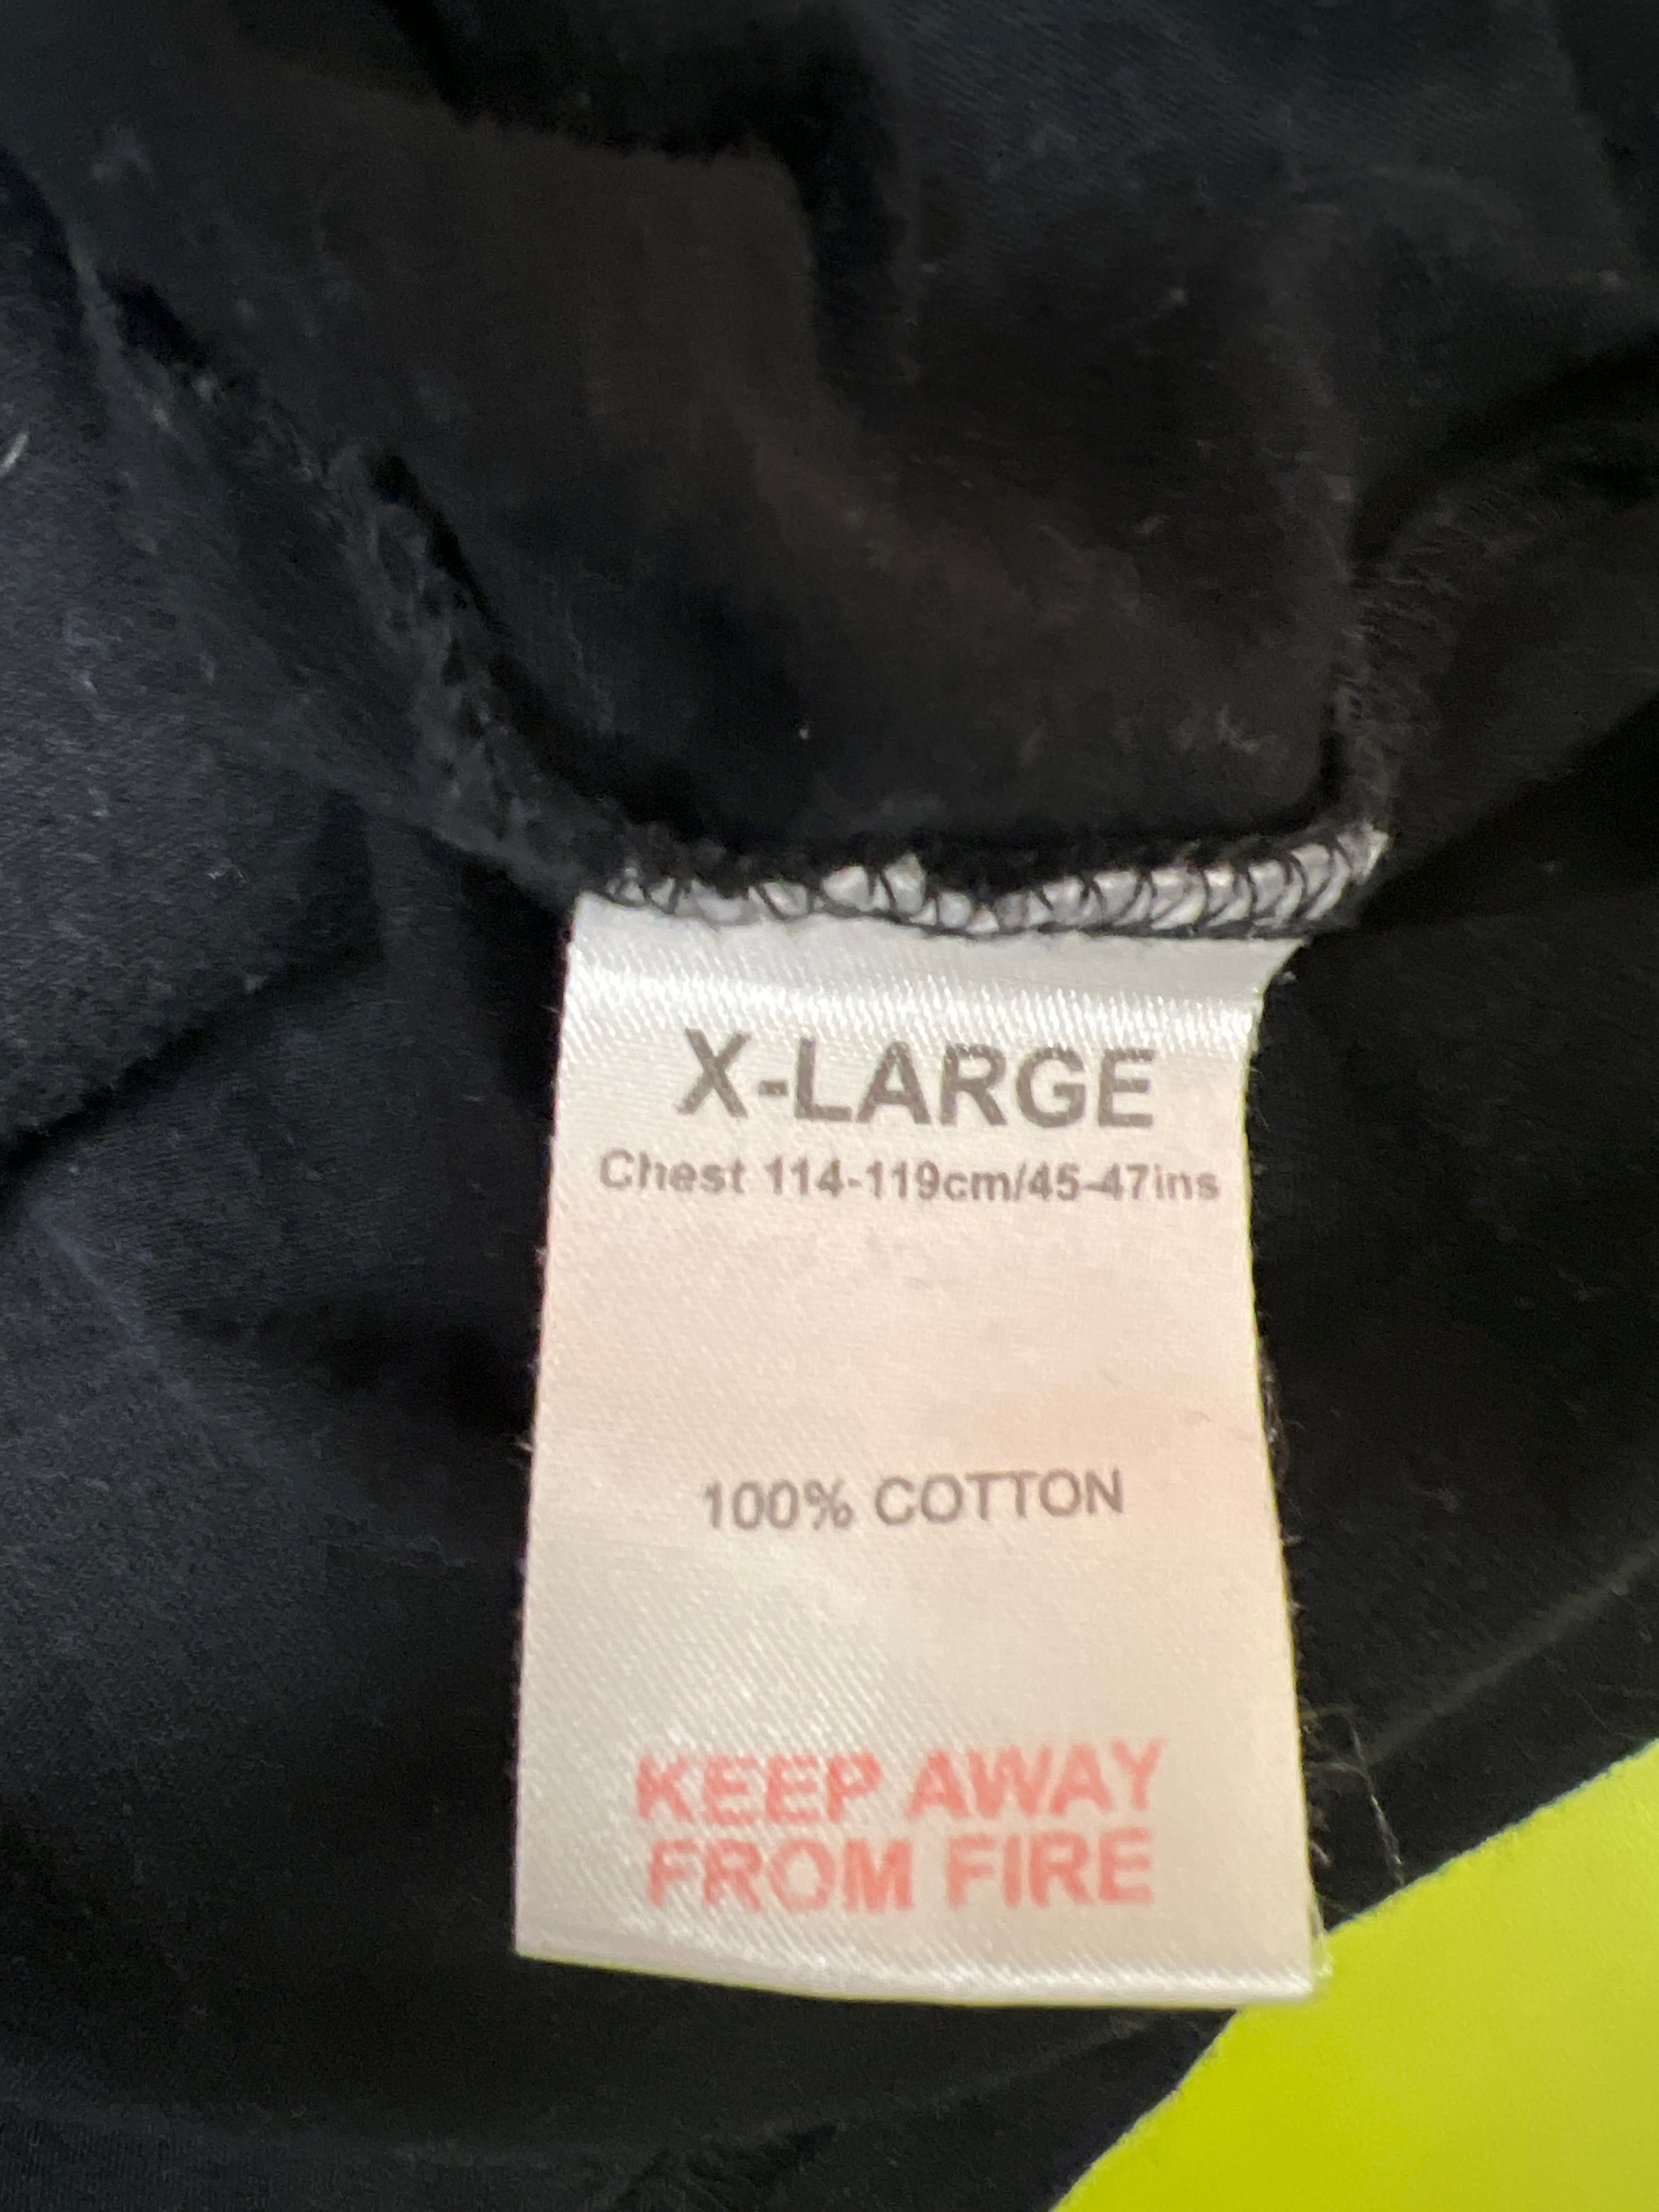 X-LARGE
Chest 114-119cm/45-47ins
100% COTTON
KEEP AWAY
FROM FIRE